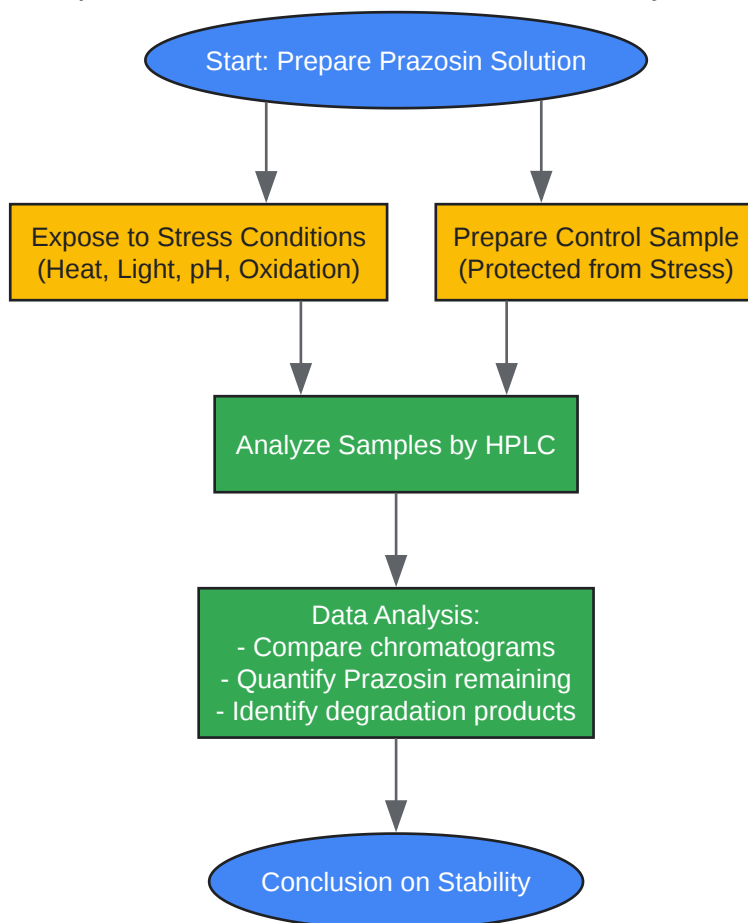 Start: Prepare Prazosin Solution
Expose to Stress Conditions
(Heat, Light, pH, Oxidation)
Prepare Control Sample
(Protected from Stress)
Analyze Samples by HPLC
Data Analysis:
- Compare chromatograms
- Quantify Prazosin remaining
- Identify degradation products
Conclusion on Stability